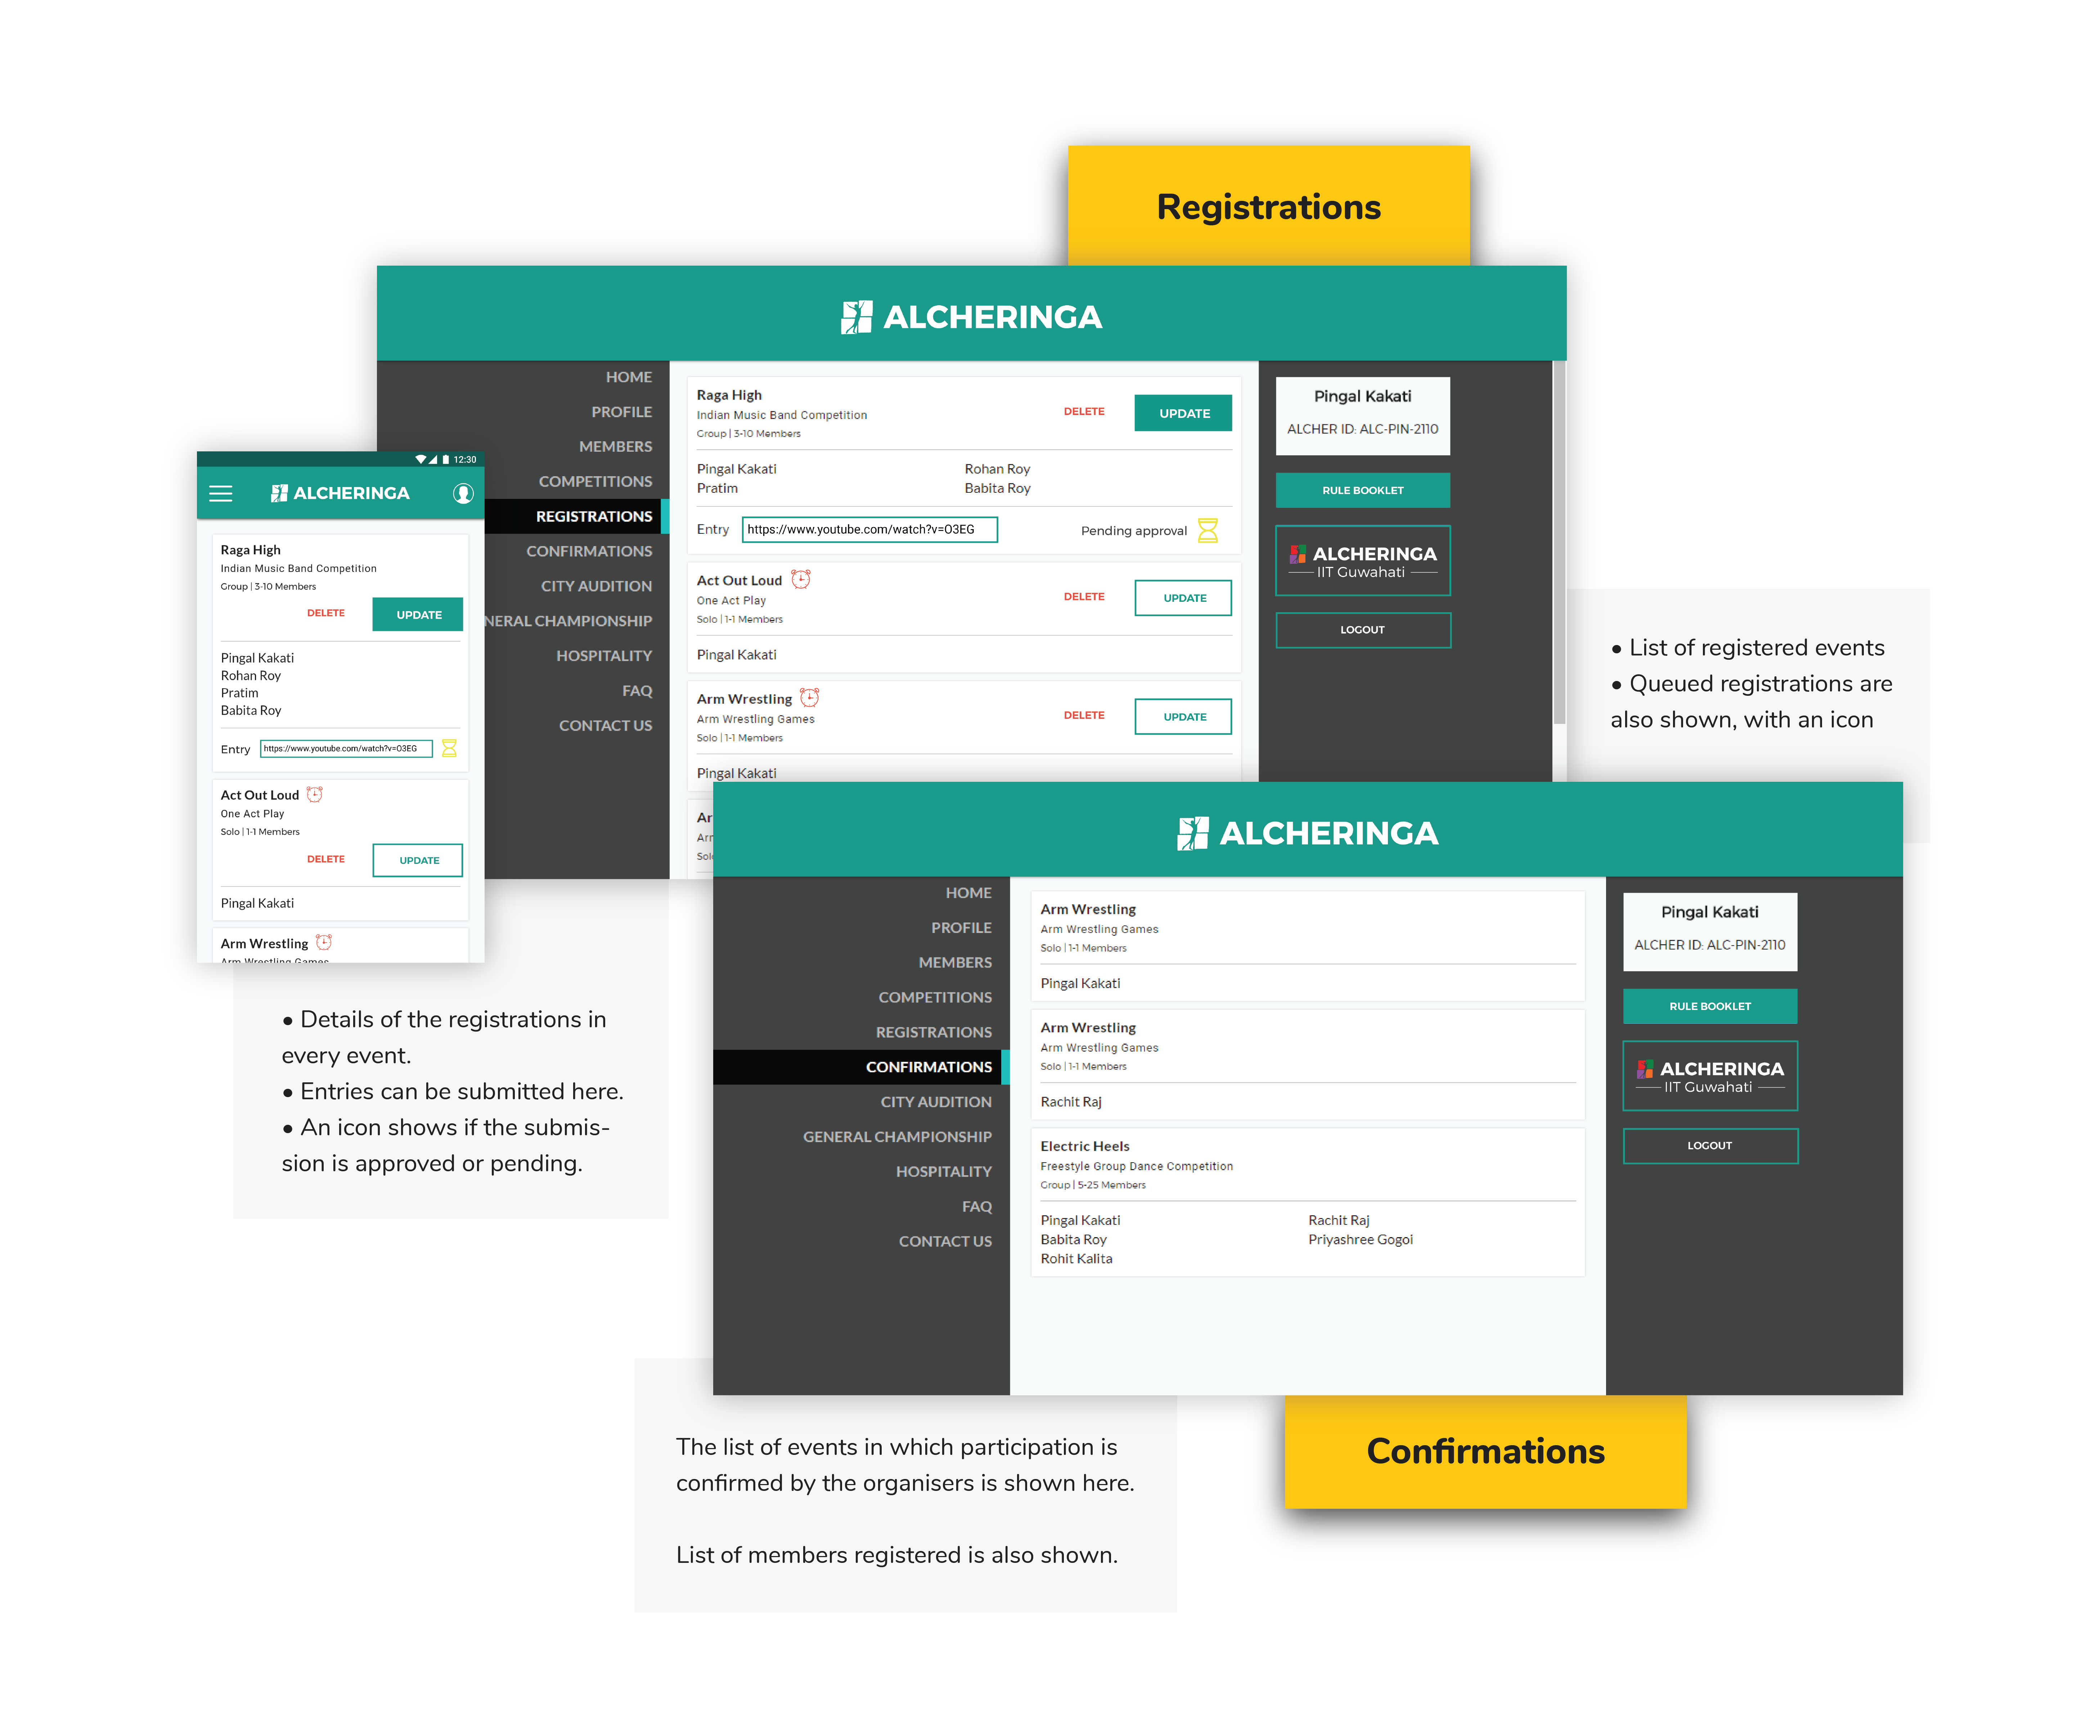 Registrations
ALCHERINGA
HOME
PROFILE
MEMBERS
COMPETITIONS
REGISTRATIONS
CONFIRMATIONS
CITY AUDITION
NERAL CHAMPIONSHIP
HOSPITALITY
FAQ
CONTACT US
Raga High
Indian Music Band Competition
Group | 3-10 Members
DELETE
UPDATE
Pingal Kakati
Rohan Roy
Pratim
Babita Roy
Entry
https://www.youtube.com/watch?v=O3EG
Pending approval
Act Out Loud
One Act Play
Solo | 1-1 Members
DELETE
UPDATE
Pingal Kakati
Arm Wrestling
Arm Wrestling Games
Solo | 1-1 Members
DELETE
UPDATE
Pingal Kakati
Ar
Arr
Sol
Pingal Kakati
ALCHER ID: ALC-PIN-2110
RULE BOOKLET
ALCHERINGA
IIT Guwahati
LOGOUT
12:30
ALCHERINGA
Raga High
Indian Music Band Competition
Group | 3-10 Members
DELETE
UPDATE
Pingal Kakati
Rohan Roy
Pratim
Babita Roy
Entry
https://www.youtube.com/watch?v=O3EG
Act Out Loud
One Act Play
Solo | 1-1 Members
DELETE
UPDATE
Pingal Kakati
Arm Wrestling
Arm Wrestling Games
• List of registered events
• Queued registrations are
also shown, with an icon
• Details of the registrations in
every event.
• Entries can be submitted here.
• An icon shows if the submis-
sion is approved or pending.
ALCHERINGA
HOME
PROFILE
MEMBERS
COMPETITIONS
REGISTRATIONS
CONFIRMATIONS
CITY AUDITION
GENERAL CHAMPIONSHIP
HOSPITALITY
FAQ
CONTACT US
Arm Wrestling
Arm Wrestling Games
Solo | 1-1 Members
Pingal Kakati
Arm Wrestling
Arm Wrestling Games
Solo | 1-1 Members
Rachit Raj
Electric Heels
Freestyle Group Dance Competition
Group | 5-25 Members
Pingal Kakati
Rachit Raj
Babita Roy
Priyashree Gogoi
Rohit Kalita
Pingal Kakati
ALCHER ID: ALC-PIN-2110
RULE BOOKLET
ALCHERINGA
IIT Guwahati
LOGOUT
The list of events in which participation is
confirmed by the organisers is shown here.
List of members registered is also shown.
Confirmations